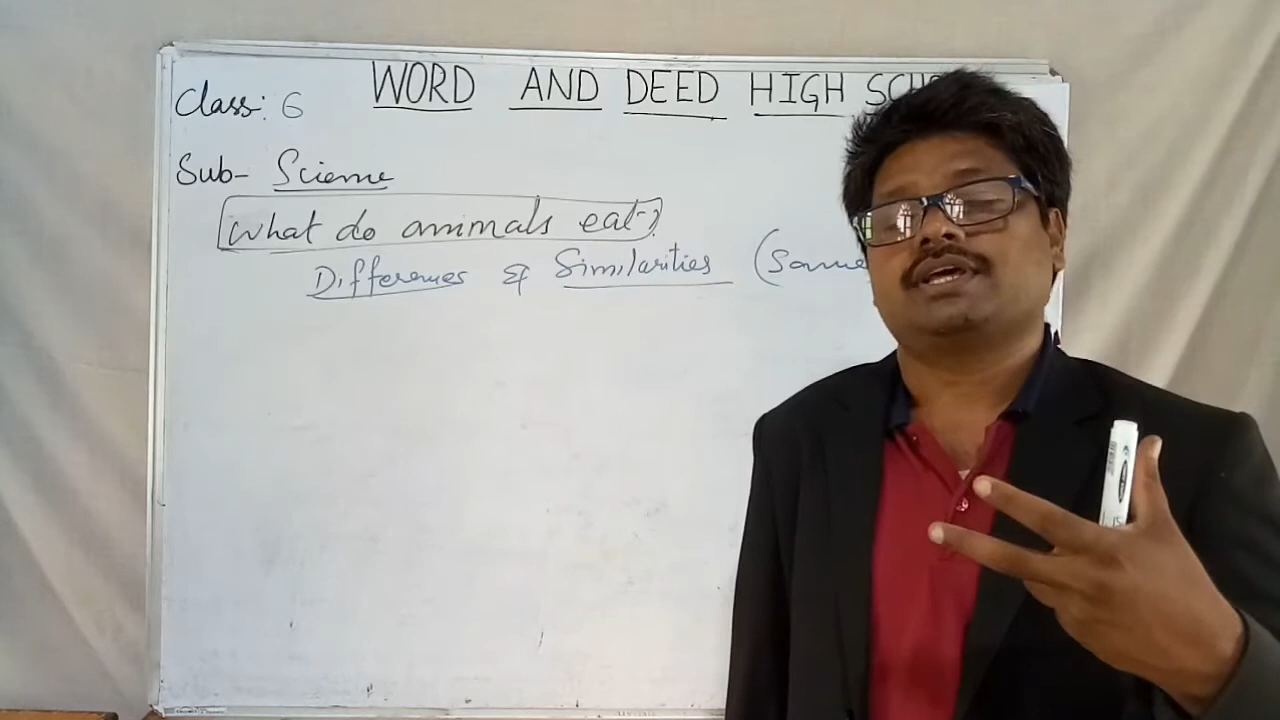 WORD AND DEED HIGH SCH
Class: 6
Sub- Science
What do animals eat?
Differences & Similarities (Same